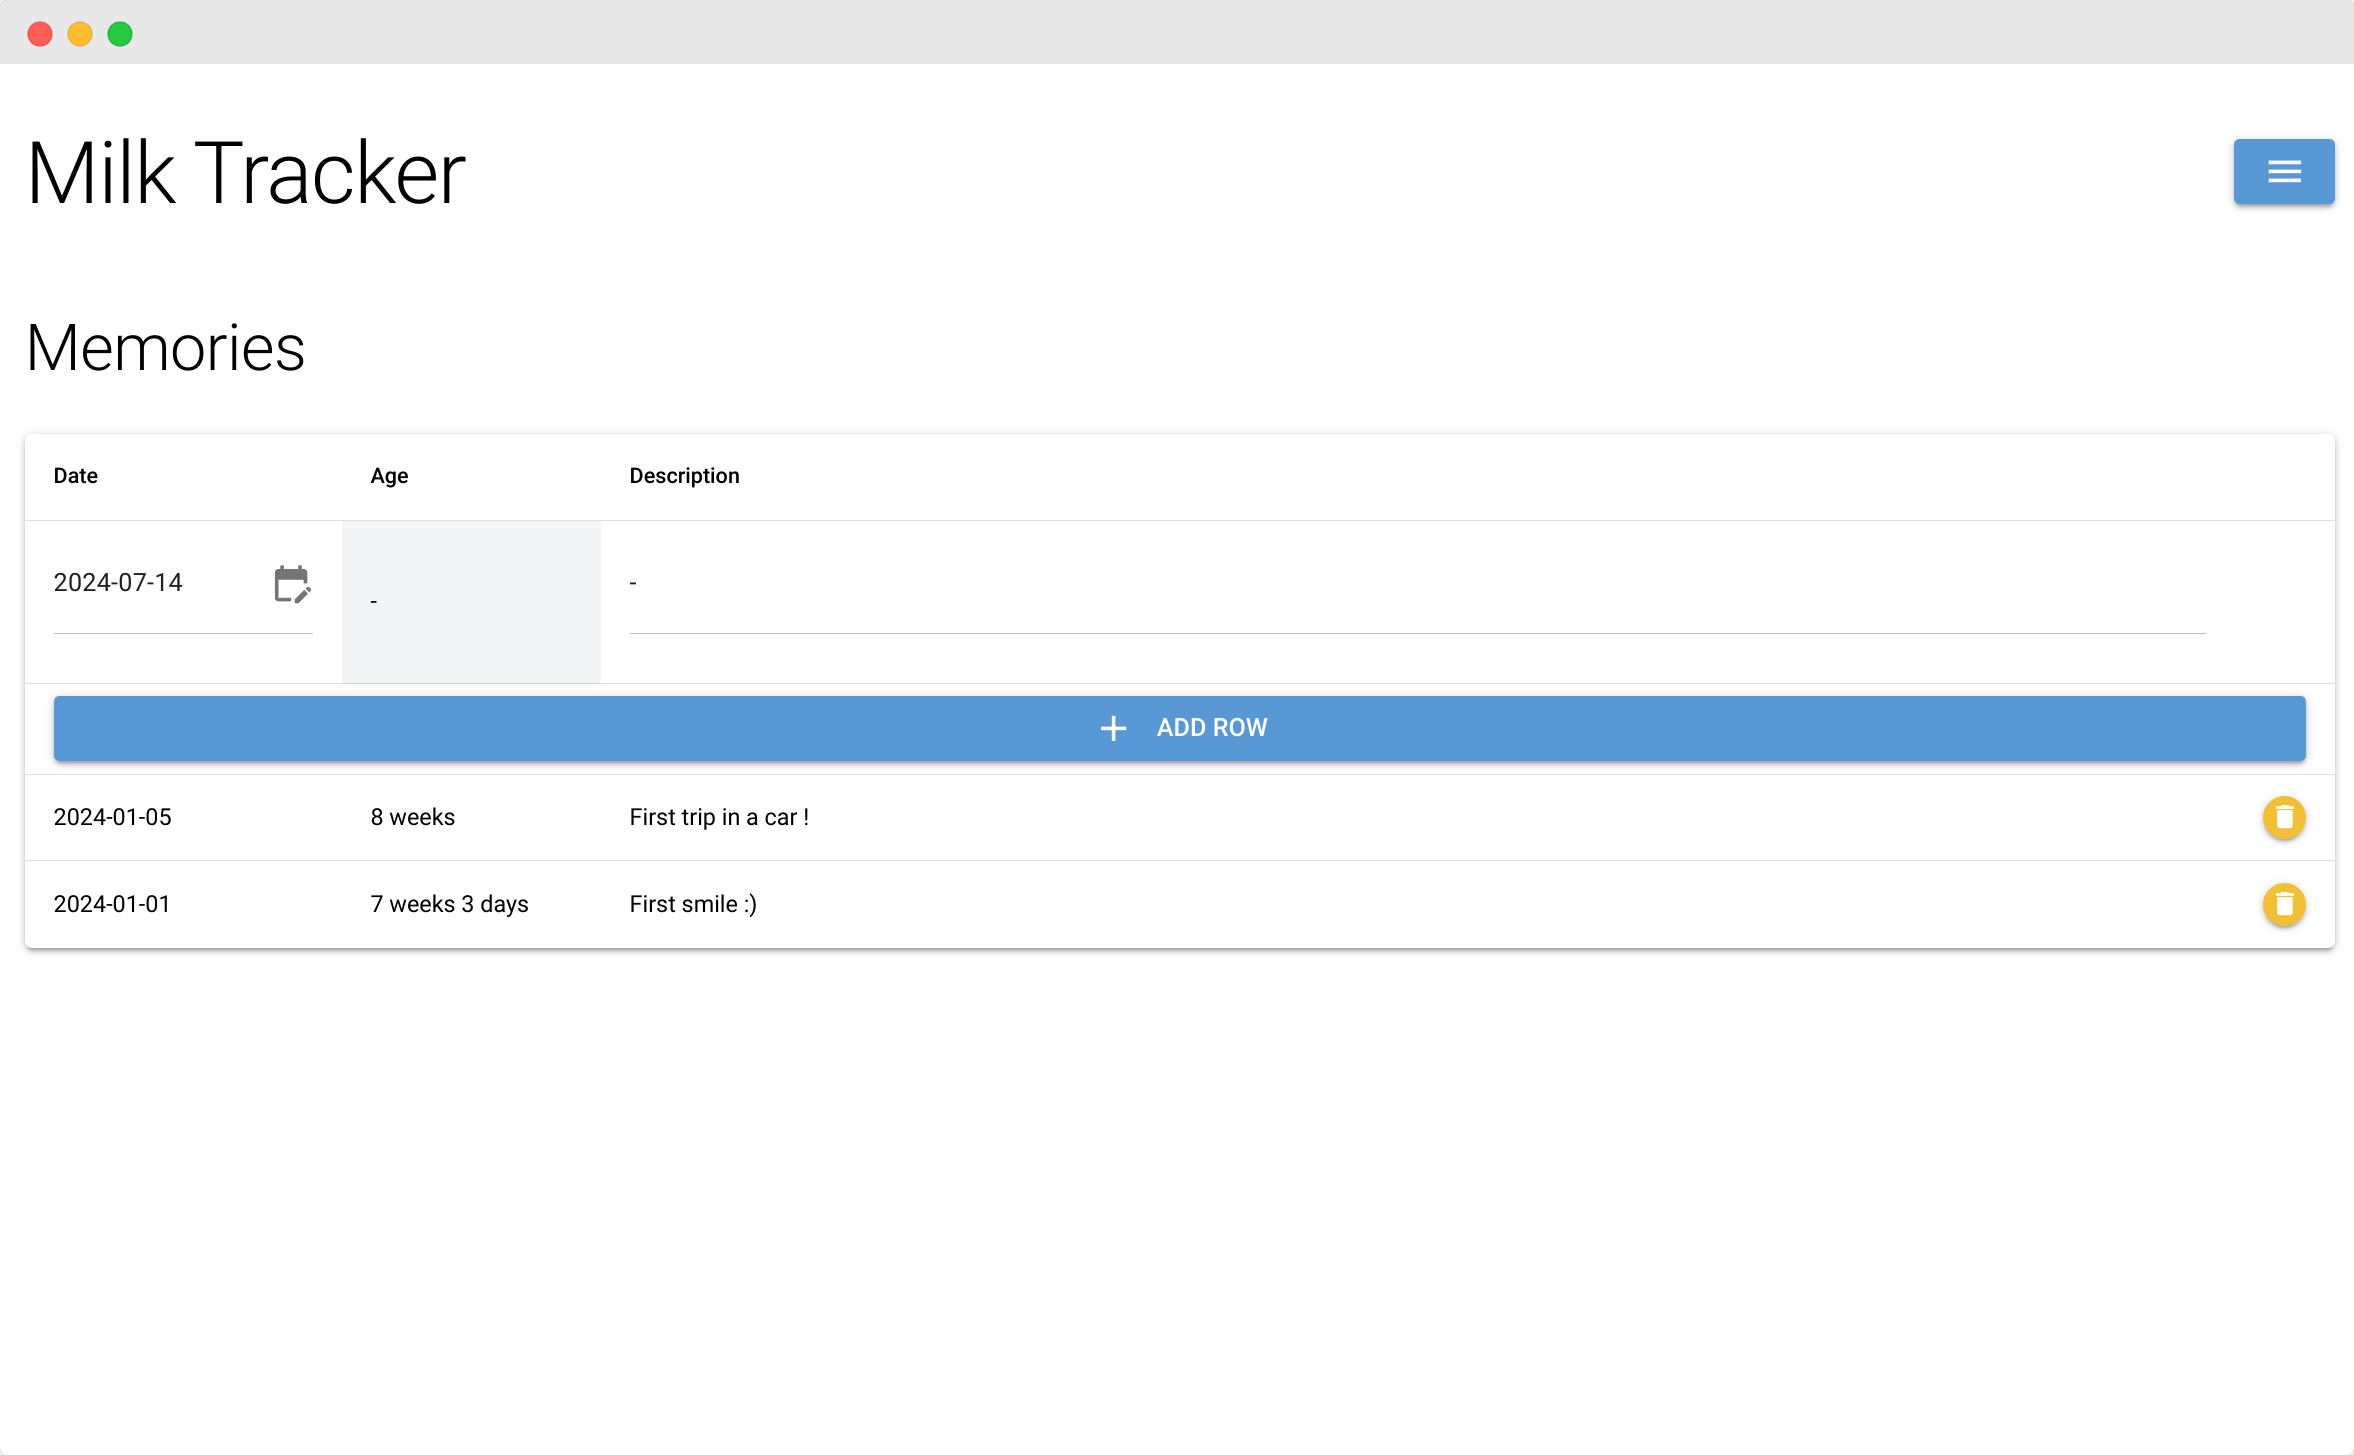 Milk Tracker
Memories
Date Age Description
2024-07-14 - -
ADD ROW
2024-01-05 8 weeks First trip in a car !
2024-01-01 7 weeks 3 days First smile :)